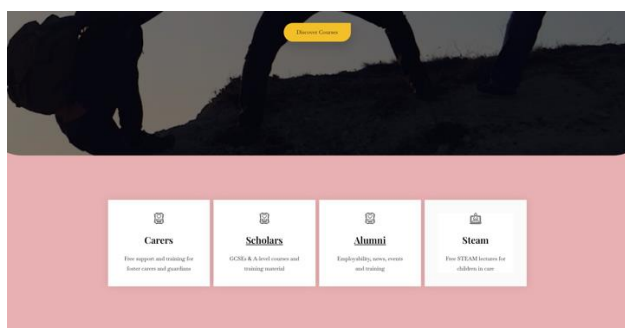 Discover Courses
Carers
Free support and training for
foster carers and guardians
Scholars
GCSEs & A-level courses and
training material
Alumni
Employability, news, events
and training
Steam
Free STEAM lectures for
children in care